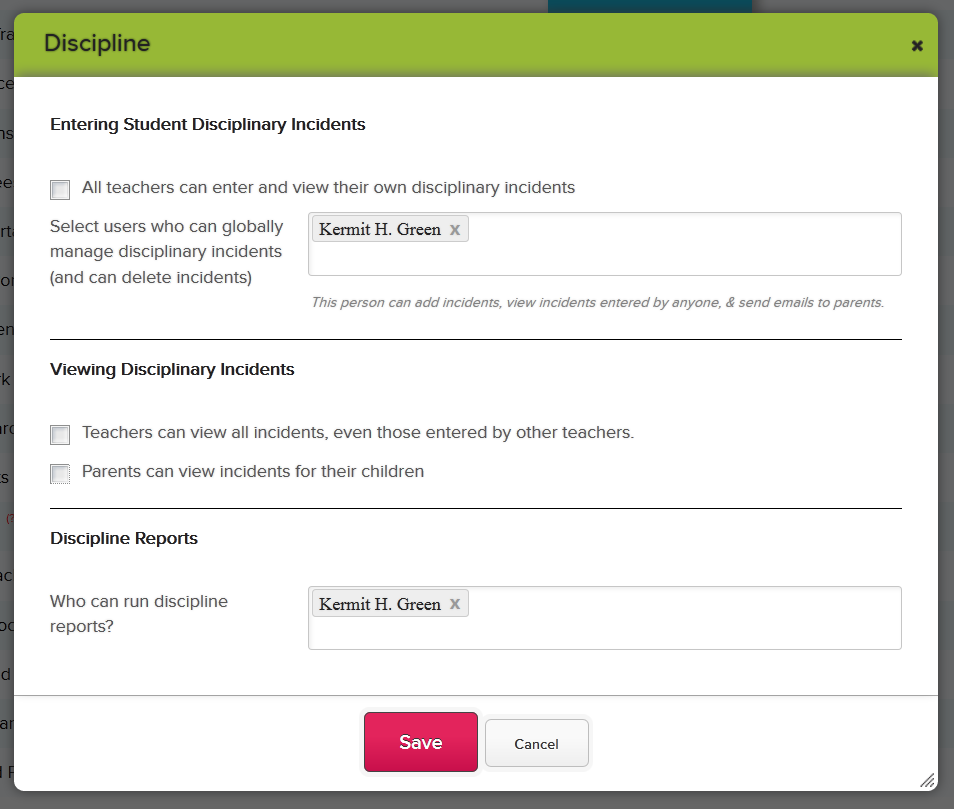 Discipline
Entering Student Disciplinary Incidents
All teachers can enter and view their own disciplinary incidents
Select users who can globally
manage disciplinary incidents
(and can delete incidents)
Kermit H. Green x
This person can add incidents, view incidents entered by anyone, & send emails to parents.
Viewing Disciplinary Incidents
Teachers can view all incidents, even those entered by other teachers.
Parents can view incidents for their children
Discipline Reports
Who can run discipline
reports?
Kermit H. Green x
Save
Cancel